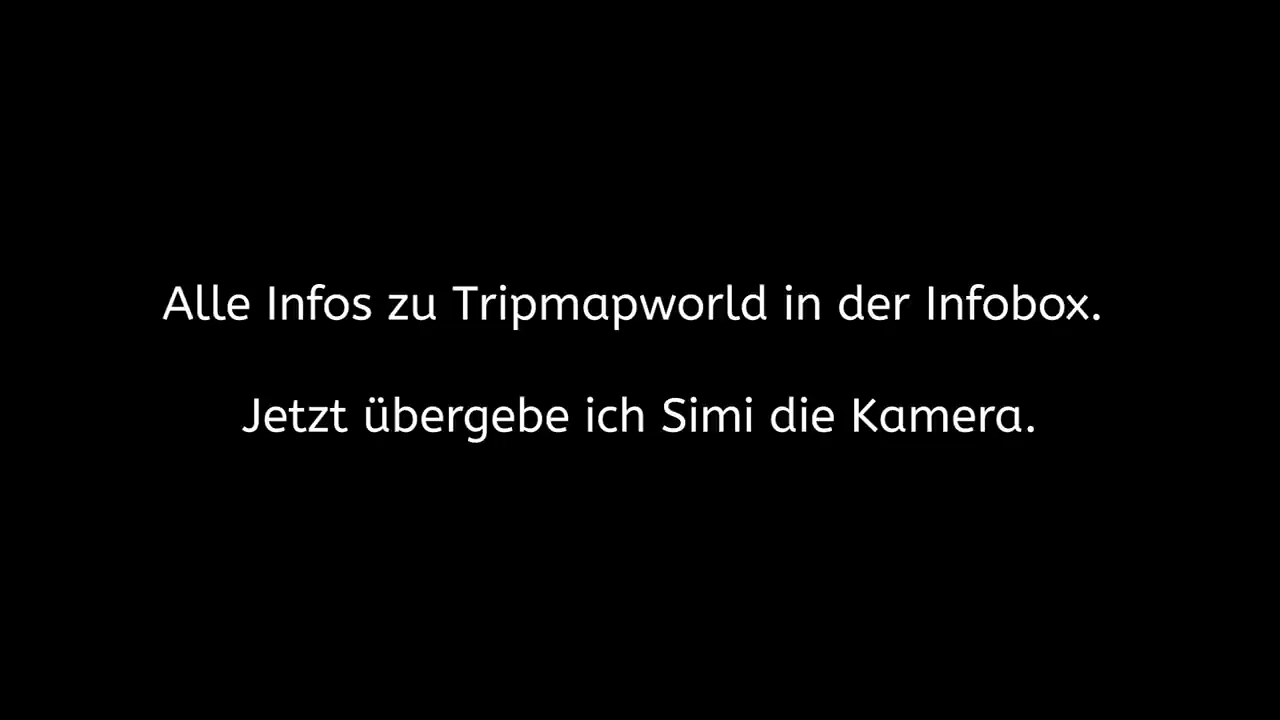 Alle Infos zu Tripmapworld in der Infobox.
Jetzt übergebe ich Simi die Kamera.